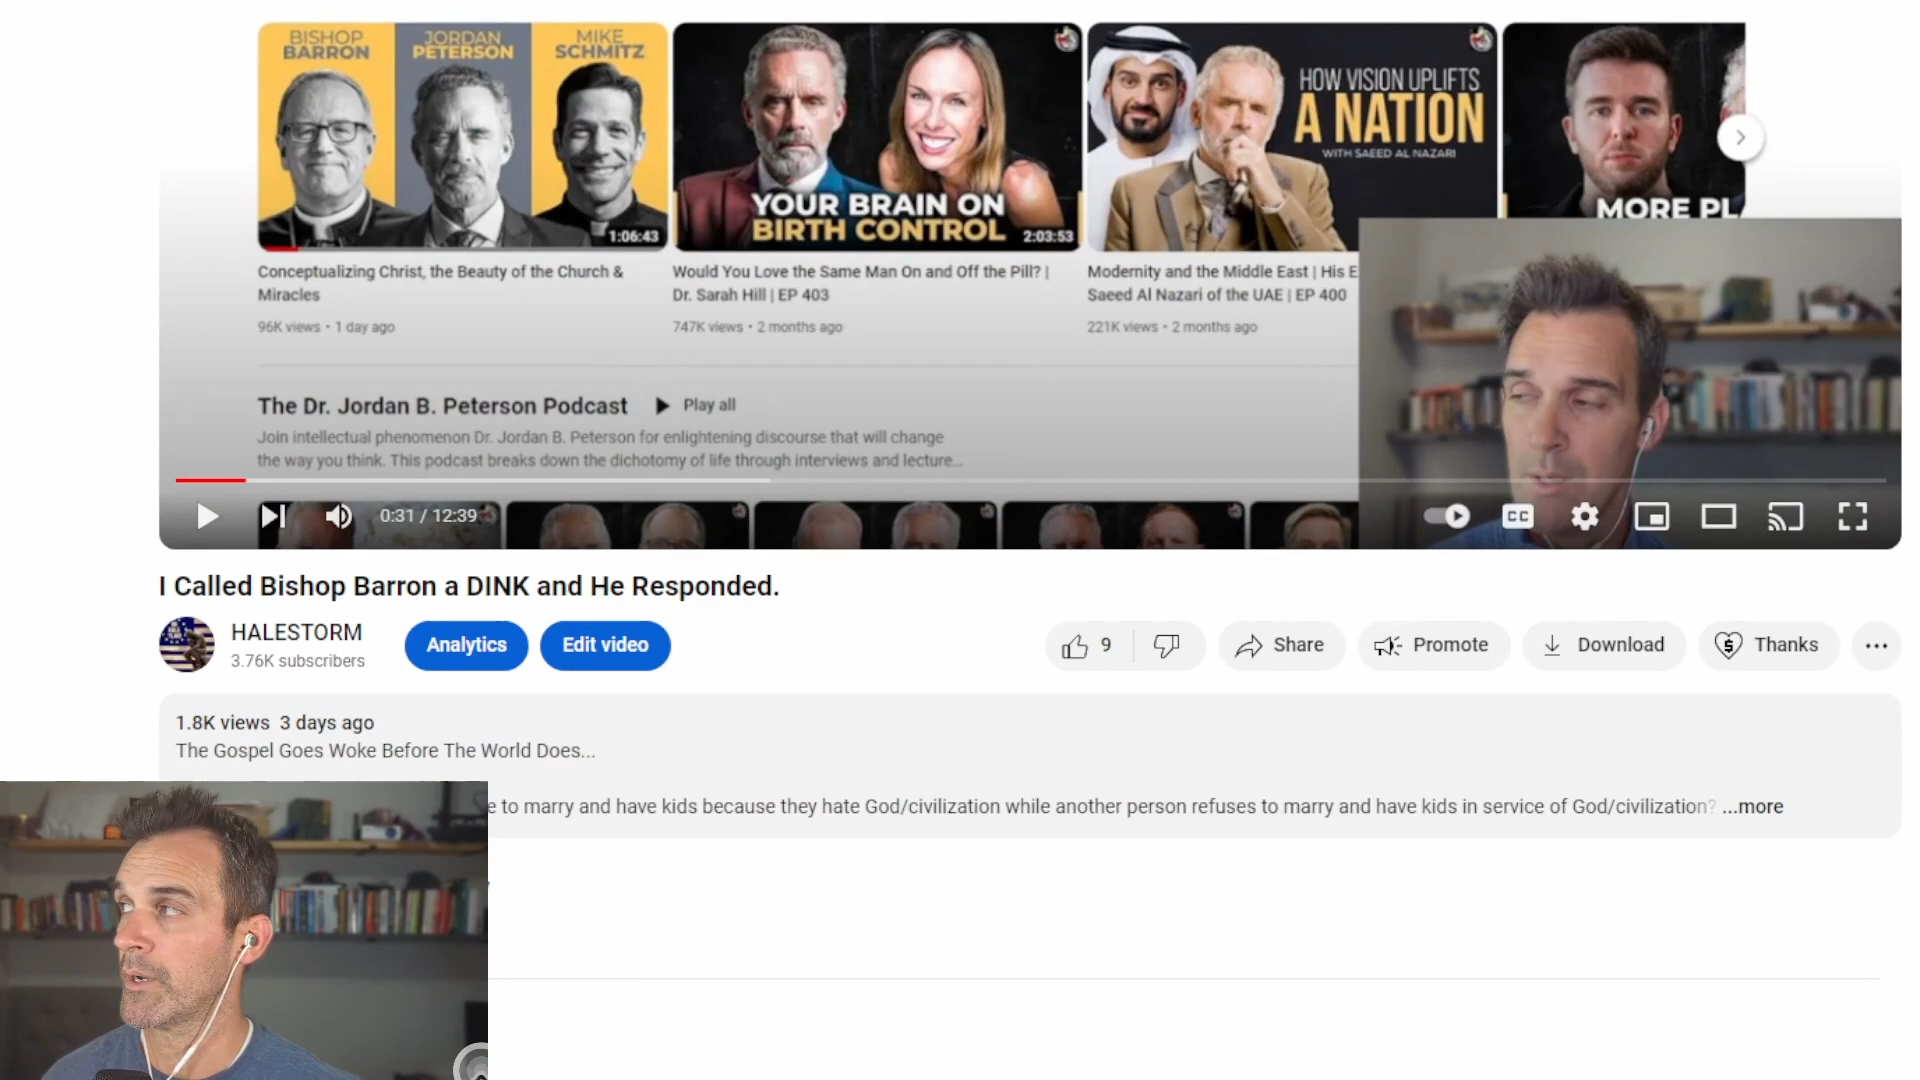 BISHOP
BARRON
JORDAN
PETERSON
MIKE
SCHMITZ
1:06:43
YOUR BRAIN ON
BIRTH CONTROL
2:03:53
HOW VISION UPLIFTS
A NATION
WITH SAEED AL NAZARI
MORE PL
Conceptualizing Christ, the Beauty of the Church &
Miracles
96K views • 1 day ago
Would You Love the Same Man On and Off the Pill? |
Dr. Sarah Hill | EP 403
747K views • 2 months ago
Modernity and the Middle East | His E
Saeed Al Nazari of the UAE | EP 400
221K views • 2 months ago
The Dr. Jordan B. Peterson Podcast
Play all
Join intellectual phenomenon Dr. Jordan B. Peterson for enlightening discourse that will change
the way you think. This podcast breaks down the dichotomy of life through interviews and lecture...
0:31 / 12:39
CC
I Called Bishop Barron a DINK and He Responded.
HALESTORM
3.76K subscribers
Analytics
Edit video
9
Share
Promote
Download
Thanks
1.8K views 3 days ago
The Gospel Goes Woke Before The World Does...
e to marry and have kids because they hate God/civilization while another person refuses to marry and have kids in service of God/civilization? ...more